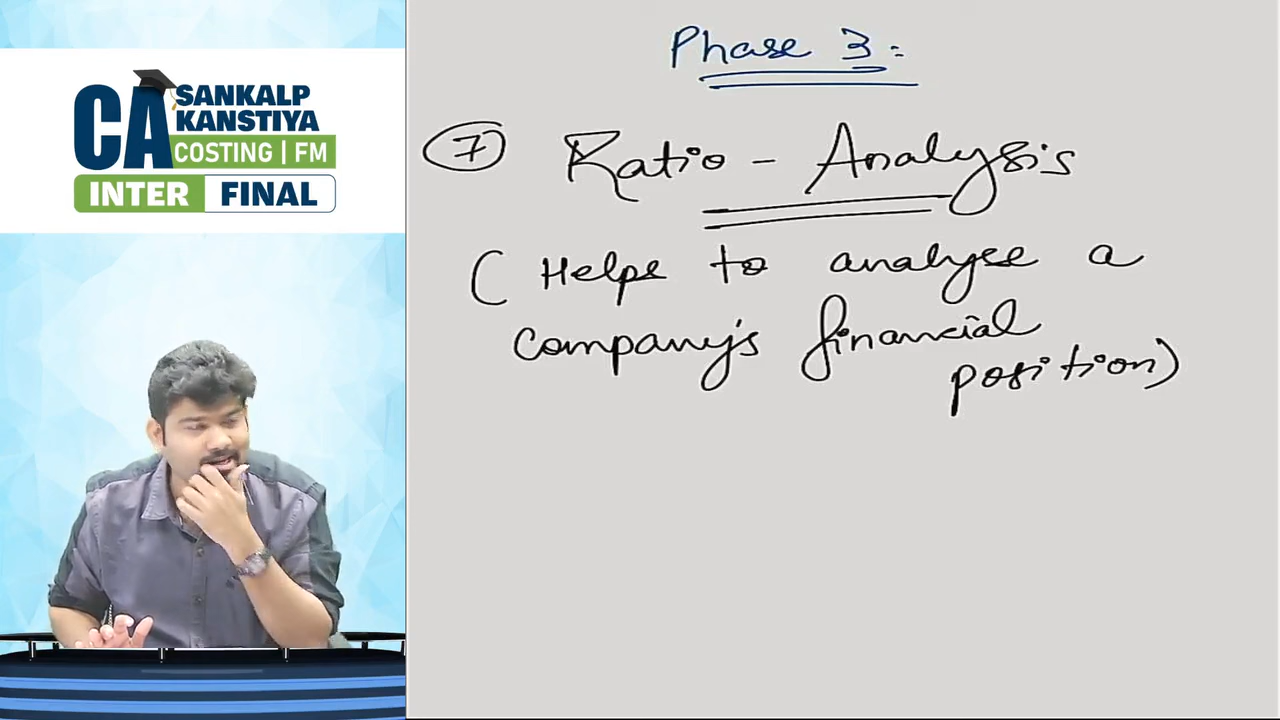 CA SANKALP KANSTIYA
COSTING | FM
INTER FINAL
Phase 3:
7 Ratio - Analysis
( Helps to analyse a
company's financial
position)